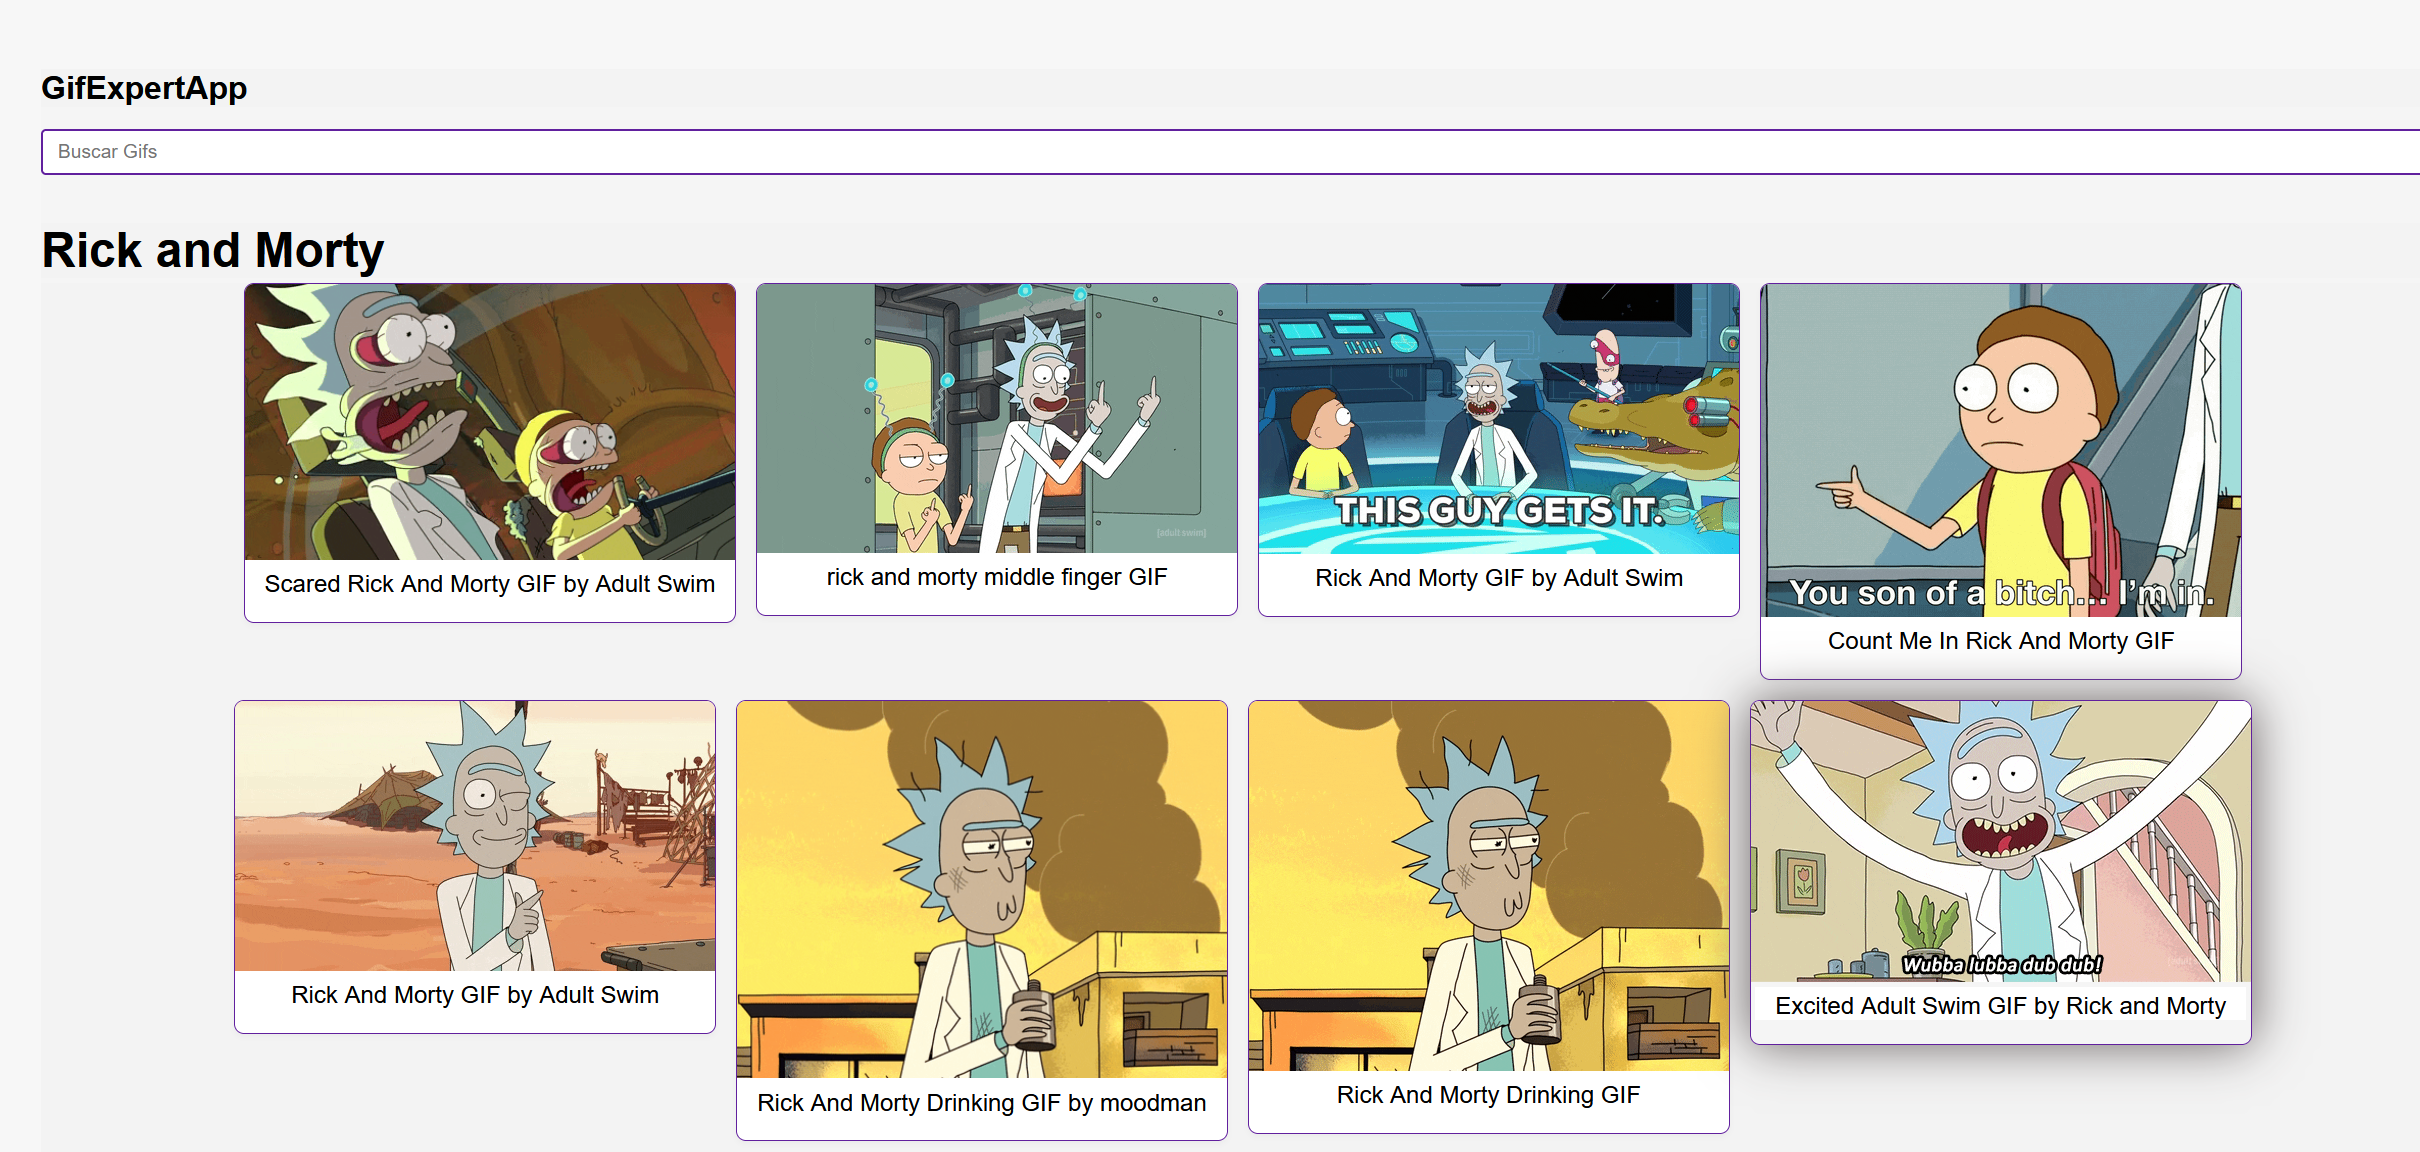 GifExpertApp
Buscar Gifs
Rick and Morty
[adult swim]
THIS GUY GETS IT.
You son of a bitch... I'm in.
Scared Rick And Morty GIF by Adult Swim
rick and morty middle finger GIF
Rick And Morty GIF by Adult Swim
Count Me In Rick And Morty GIF
Wubba lubba dub dub!
Rick And Morty GIF by Adult Swim
Rick And Morty Drinking GIF by moodman
Rick And Morty Drinking GIF
Excited Adult Swim GIF by Rick and Morty